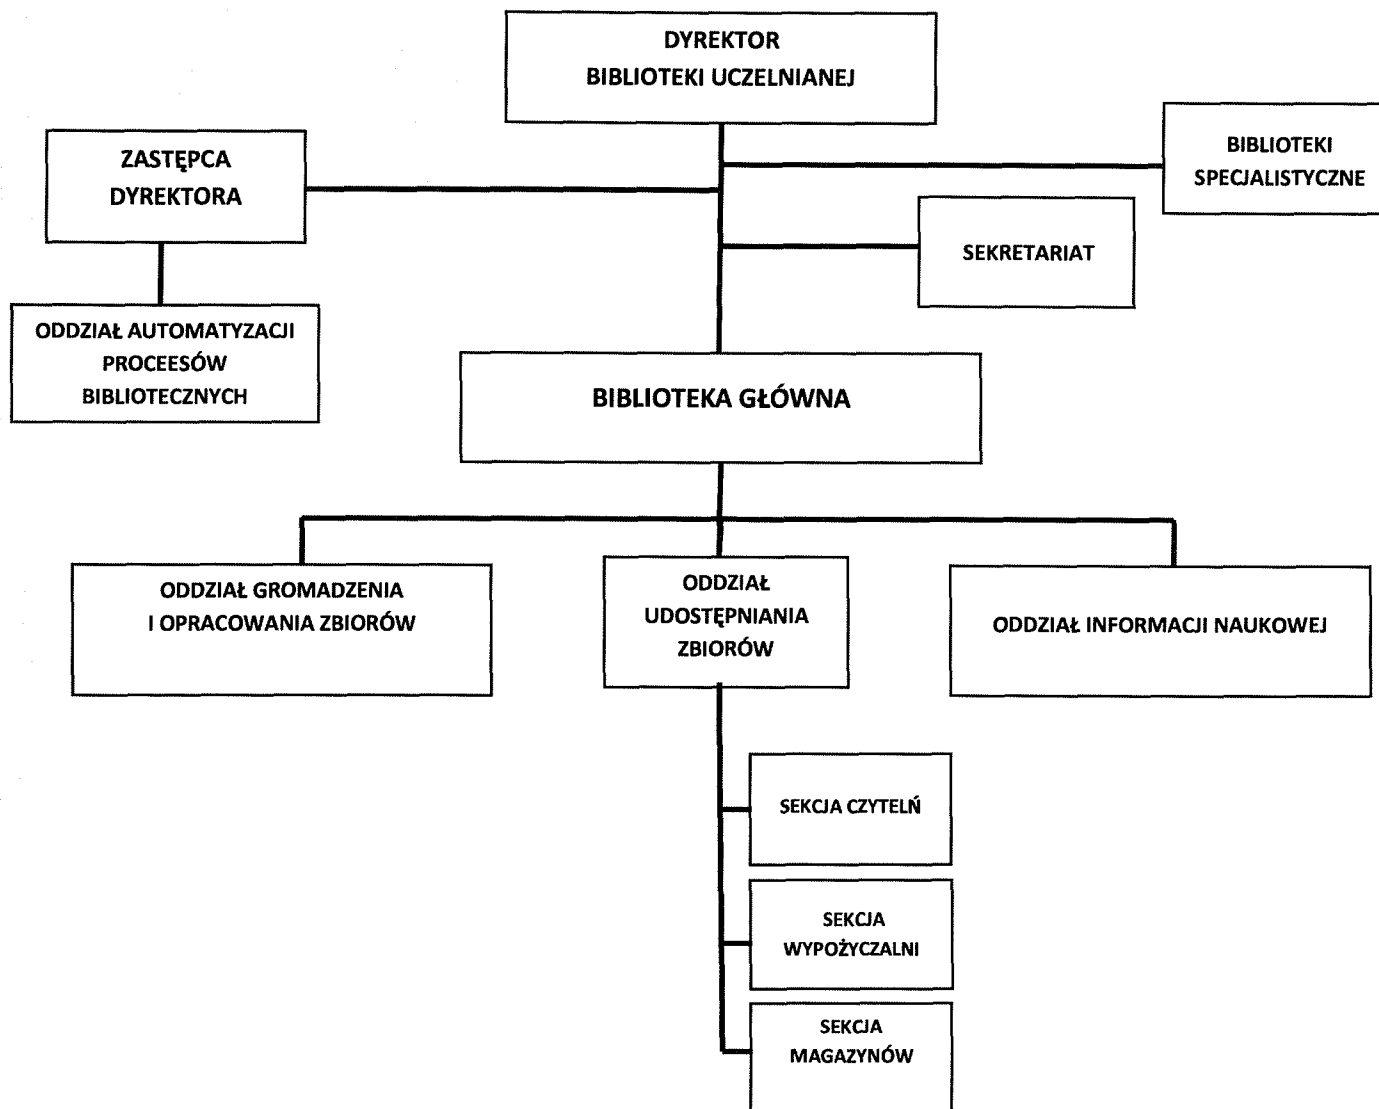 DYREKTOR
BIBLIOTEKI UCZELNIANEJ
ZASTĘPCA
DYREKTORA
BIBLIOTEKI
SPECJALISTYCZNE
SEKRETARIAT
ODDZIAŁ AUTOMATYZACJI
PROCEESÓW
BIBLIOTECZNYCH
BIBLIOTEKA GŁÓWNA
ODDZIAŁ GROMADZENIA
I OPRACOWANIA ZBIORÓW
ODDZIAŁ
UDOSTĘPNIANIA
ZBIORÓW
ODDZIAŁ INFORMACJI NAUKOWEJ
SEKCJA CZYTELŃ
SEKCJA
WYPOŻYCZALNI
SEKCJA
MAGAZYNÓW